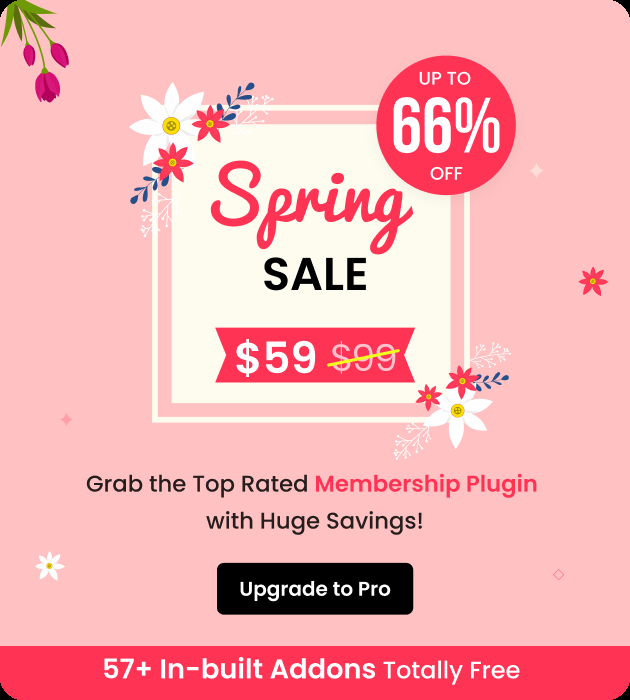 UP TO
66%
OFF
Spring
SALE
$59 $99
Grab the Top Rated Membership Plugin
with Huge Savings!
Upgrade to Pro
57+ In-built Addons Totally Free